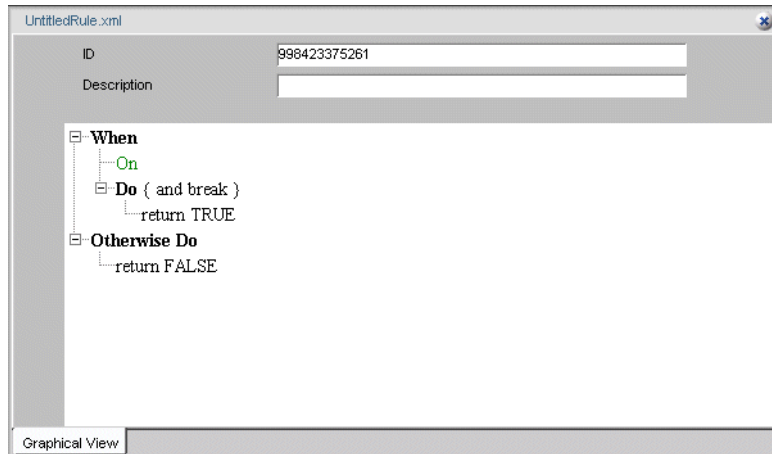 UntitledRule.xml
ID 998423375261
Description
When
On
Do { and break }
return TRUE
Otherwise Do
return FALSE
Graphical View